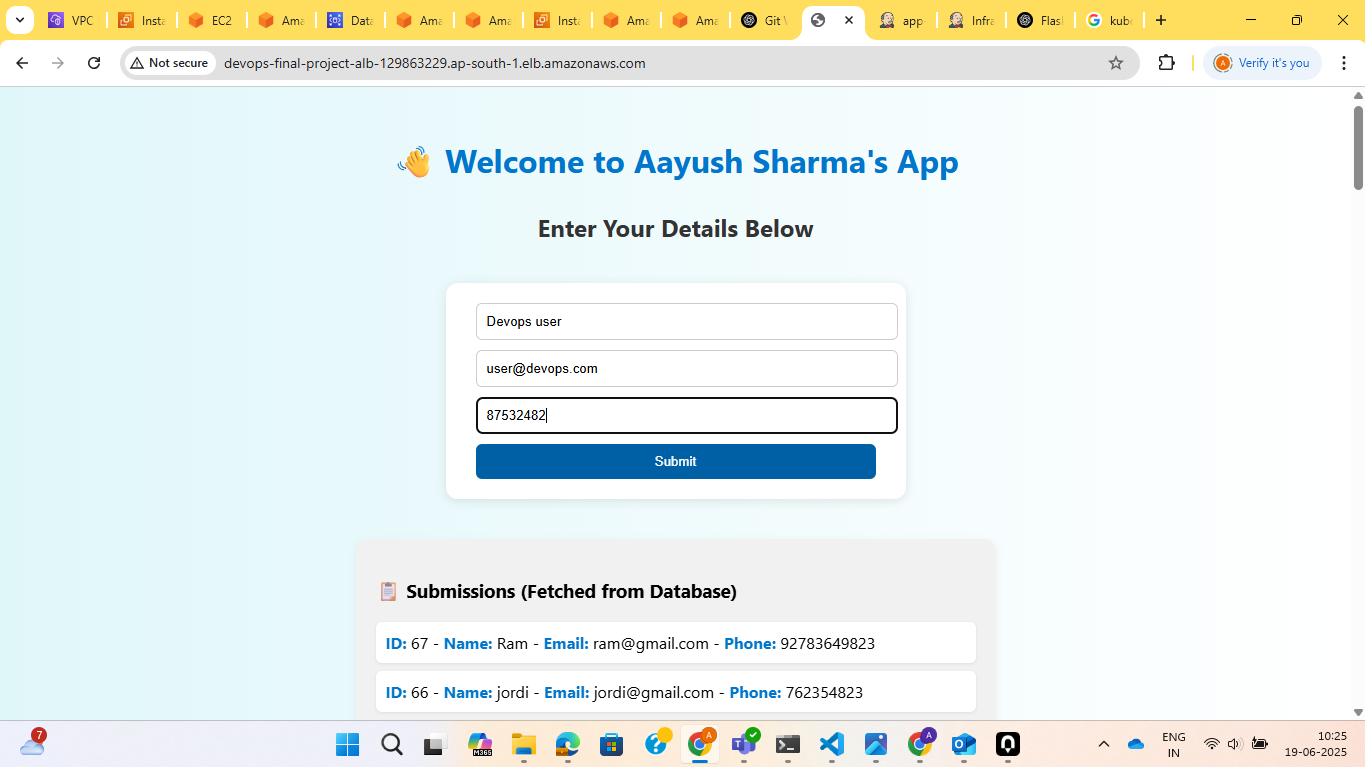 VPC
Insta
EC2
Ama
Data
Ama
Ama
Insta
Ama
Ama
Git
app
Infra
Flas
kub
Not secure
devops-final-project-alb-129863229.ap-south-1.elb.amazonaws.com
A
Verify it's you
👋 Welcome to Aayush Sharma's App
Enter Your Details Below
Devops user
user@devops.com
87532482
Submit
📋 Submissions (Fetched from Database)
ID: 67 - Name: Ram - Email: ram@gmail.com - Phone: 92783649823
ID: 66 - Name: jordi - Email: jordi@gmail.com - Phone: 762354823
7
M365
A
A
ENG
IN
10:25
19-06-2025